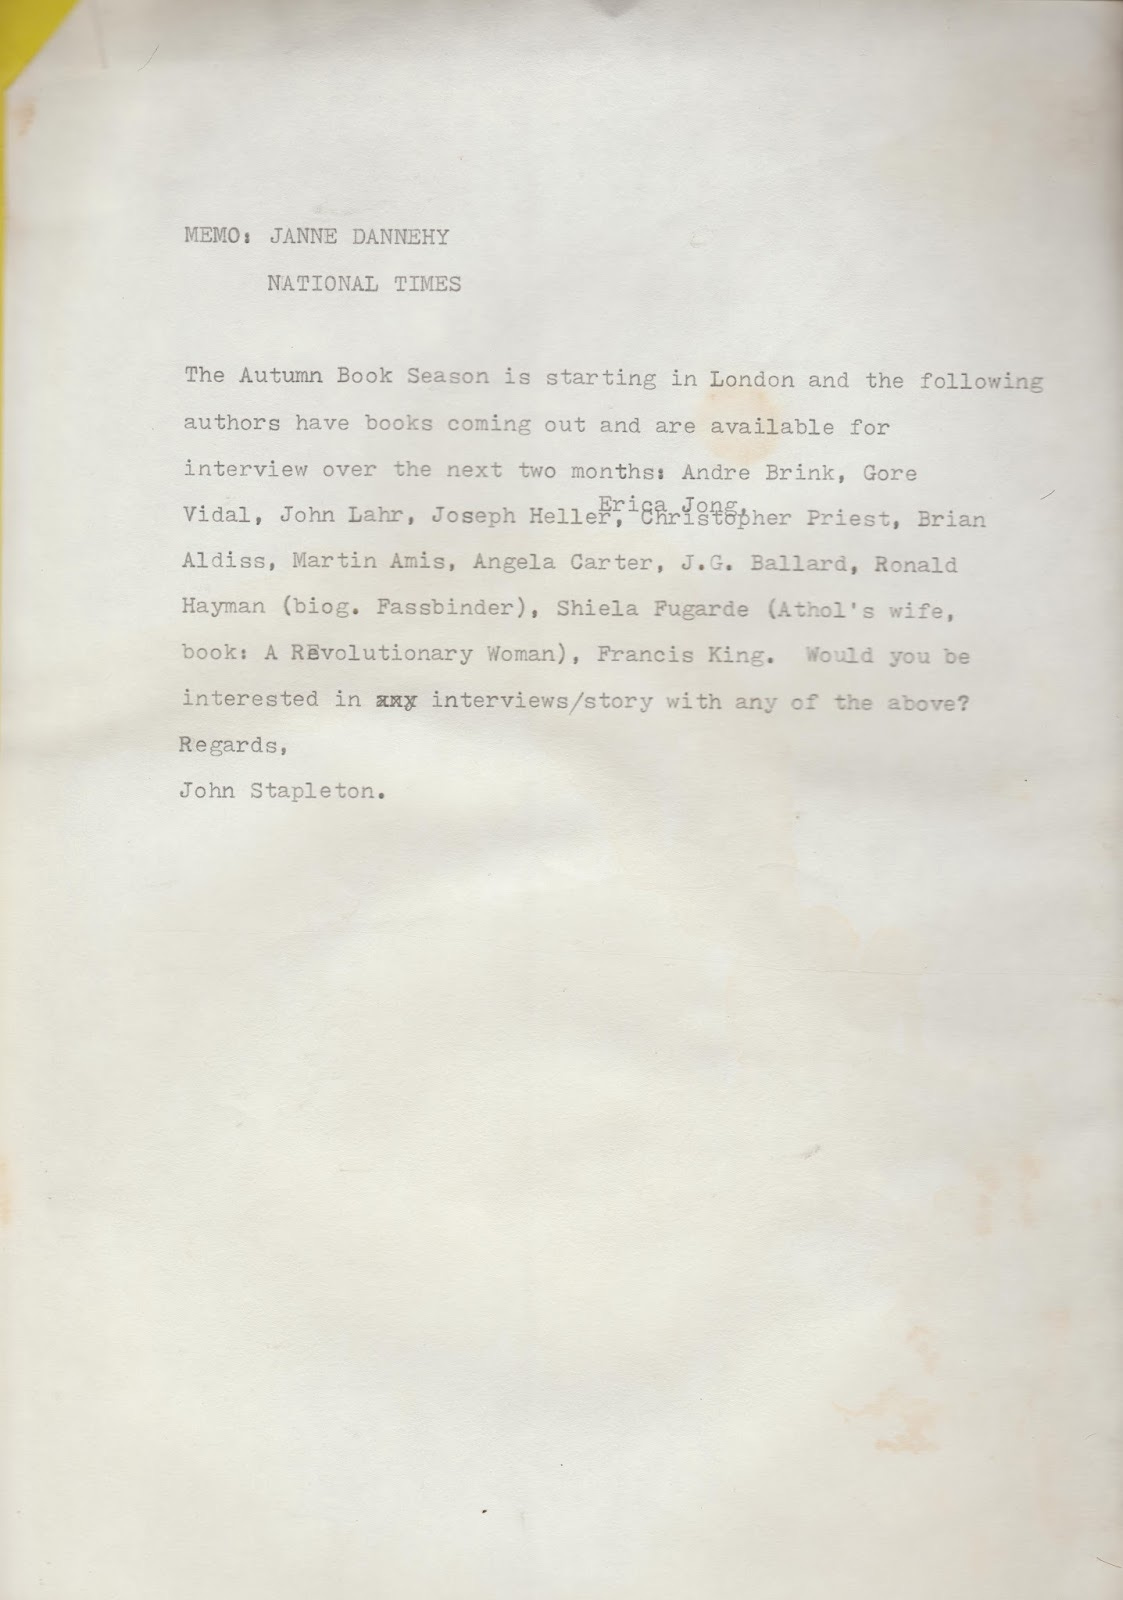 MEMO: JANNE DANNEHY
NATIONAL TIMES
The Autumn Book Season is starting in London and the following
authors have books coming out and are available for
interview over the next two months: Andre Brink, Gore
Erica Jong,
Vidal, John Lahr, Joseph Heller, Christopher Priest, Brian
Aldiss, Martin Amis, Angela Carter, J.G. Ballard, Ronald
Hayman (biog. Fassbinder), Shiela Fugarde (Athol's wife,
book: A REvolutionary Woman), Francis King. Would you be
interested in interviews/story with any of the above?
Regards,
John Stapleton.